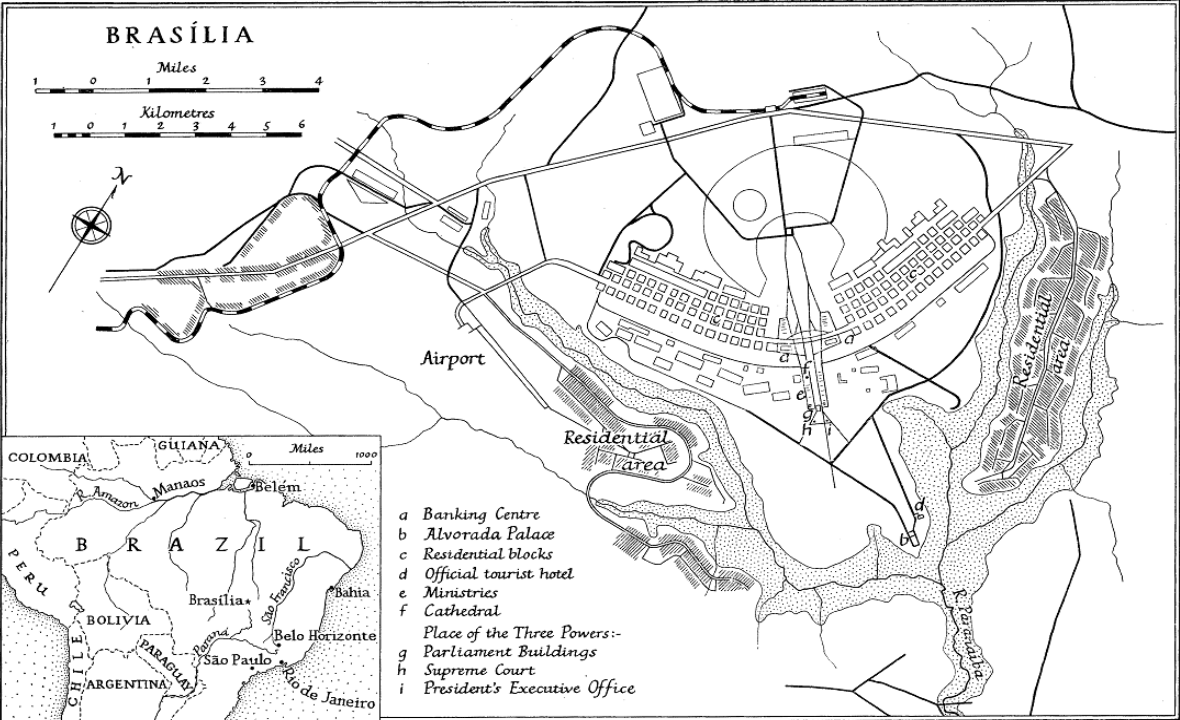 BRASÍLIA
Miles
1 0 1 2 3 4
Kilometres
1 0 1 2 3 4 5 6
N
Airport
Residential
area
Residential
area
c
c
a
a
f
e
g
h i
d
b
R. Paranaiba
a Banking Centre
b Alvorada Palace
c Residential blocks
d Official tourist hotel
e Ministries
f Cathedral
Place of the Three Powers:-
g Parliament Buildings
h Supreme Court
i President's Executive Office
GUIANA
Miles
0 1000
COLOMBIA
R. Amazon
Manaos
Belém
BRAZIL
PERU
São Francisco
Bahia
Brasília
BOLIVIA
Belo Horizonte
Paraná
PARAGUAY
São Paulo
CHILE
ARGENTINA
Rio de Janeiro